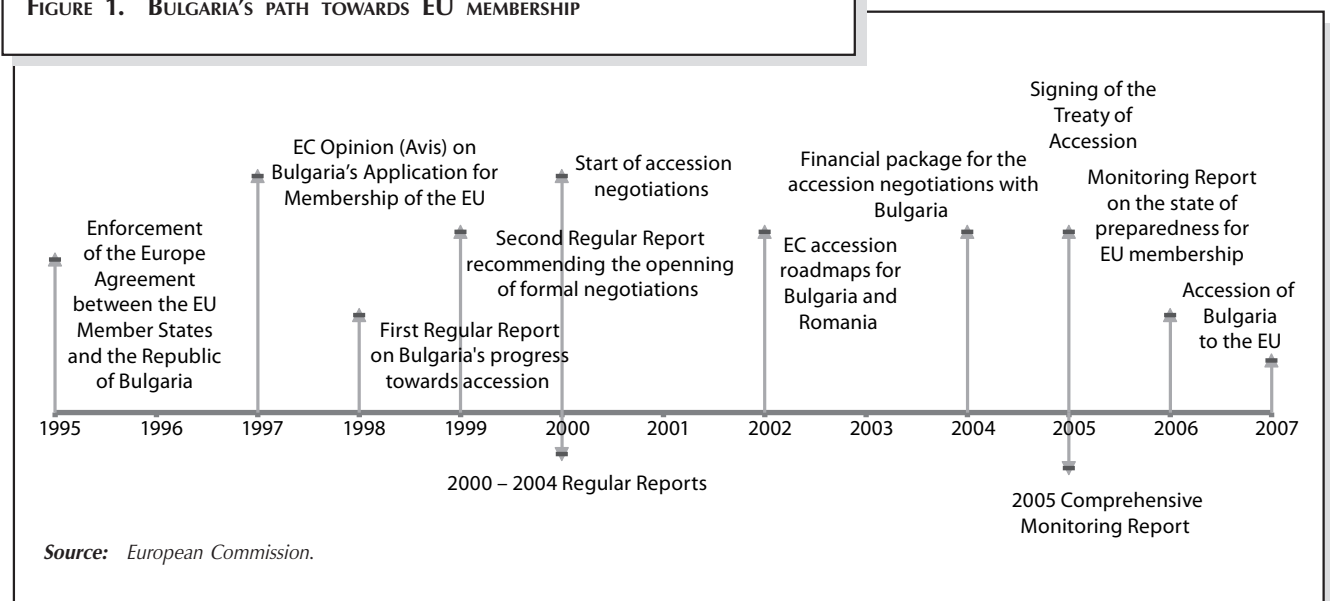 FIGURE 1. BULGARIA'S PATH TOWARDS EU MEMBERSHIP
Enforcement
of the Europe
Agreement
between the EU
Member States
and the Republic
of Bulgaria
EC Opinion (Avis) on
Bulgaria's Application for
Membership of the EU
First Regular Report
on Bulgaria's progress
towards accession
Second Regular Report
recommending the openning
of formal negotiations
Start of accession
negotiations
EC accession
roadmaps for
Bulgaria and
Romania
Financial package for the
accession negotiations with
Bulgaria
Signing of the
Treaty of
Accession
Monitoring Report
on the state of
preparedness for
EU membership
Accession of
Bulgaria
to the EU
1995 1996 1997 1998 1999 2000 2001 2002 2003 2004 2005 2006 2007
2000 – 2004 Regular Reports
2005 Comprehensive
Monitoring Report
Source: European Commission.